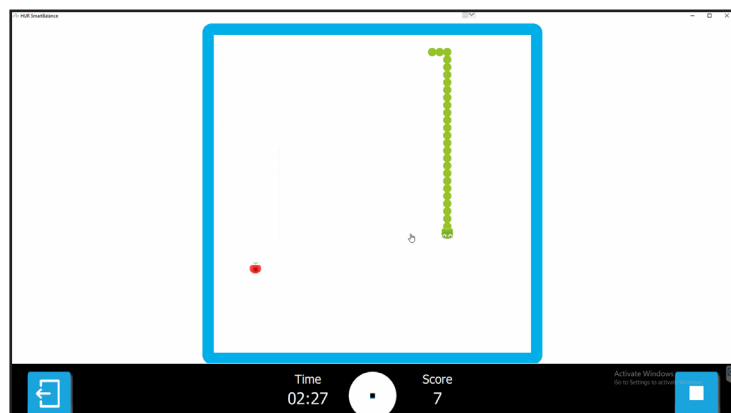 HUR SmartBalance
Time
02:27
Score
7
Activate Windows
Go to Settings to activate Windows.